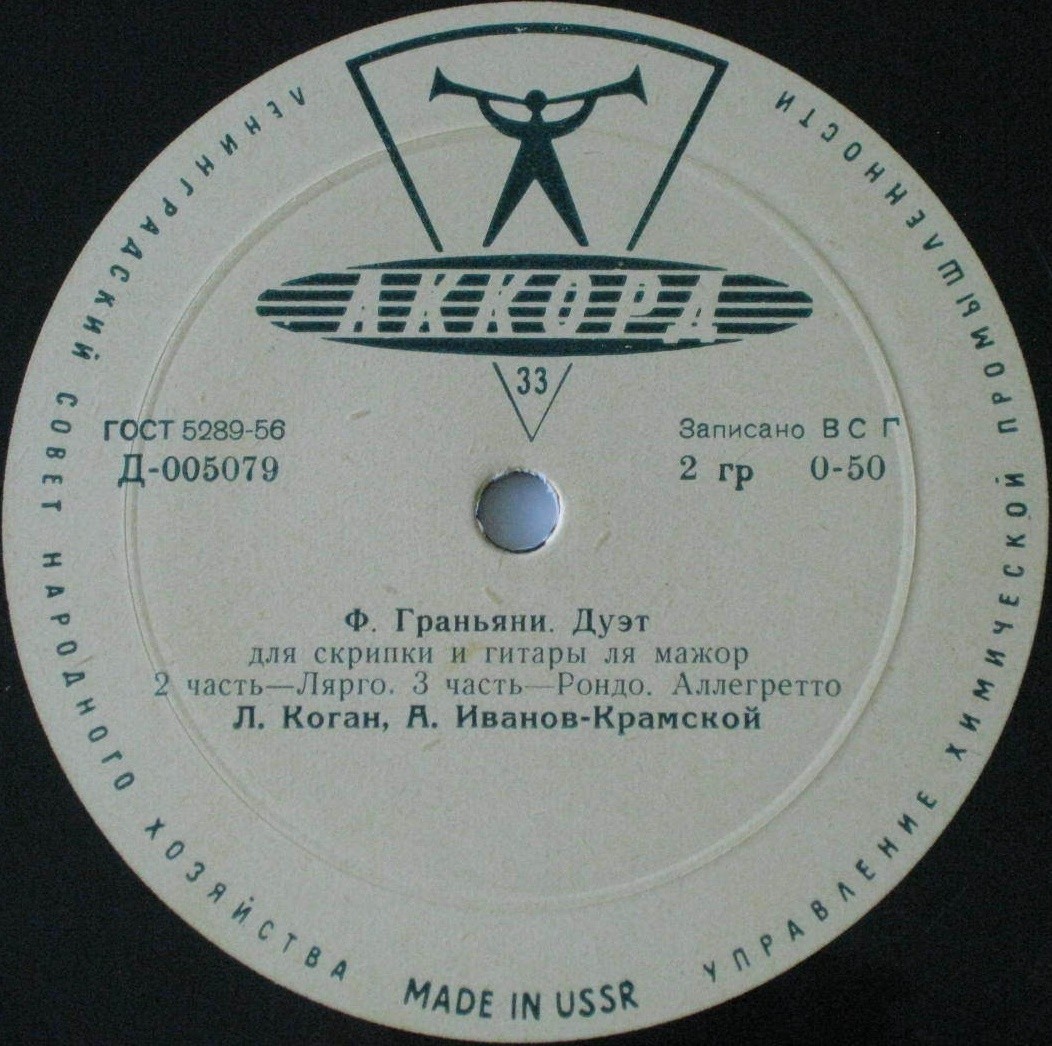 ЛЕНИНГРАДСКИЙ СОВЕТ НАРОДНОГО ХОЗЯЙСТВА
УПРАВЛЕНИЕ ХИМИЧЕСКОЙ ПРОМЫШЛЕННОСТИ
АККОРД
33
ГОСТ 5289-56
Записано ВСГ
Д-005079
2 гр 0-50
Ф. Граньяни. Дуэт
для скрипки и гитары ля мажор
2 часть—Лярго. 3 часть—Рондо. Аллегретто
Л. Коган, А. Иванов-Крамской
MADE IN USSR